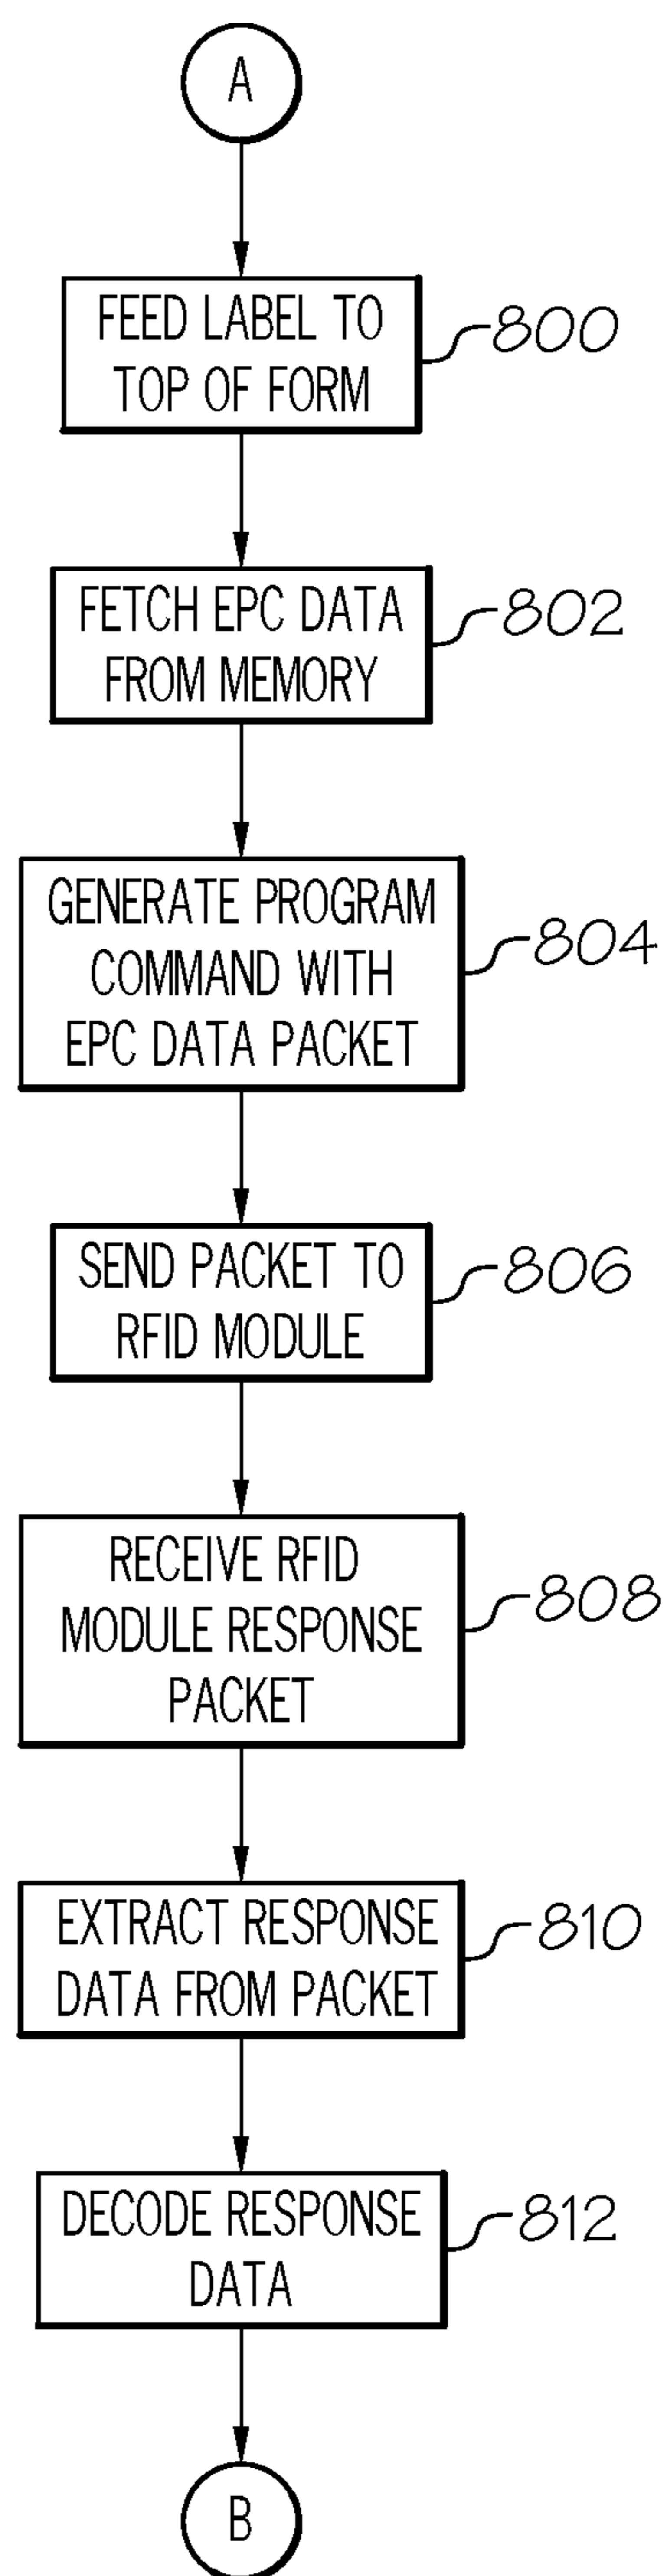 A
FEED LABEL TO
TOP OF FORM
800
FETCH EPC DATA
FROM MEMORY
802
GENERATE PROGRAM
COMMAND WITH
EPC DATA PACKET
804
SEND PACKET TO
RFID MODULE
806
RECEIVE RFID
MODULE RESPONSE
PACKET
808
EXTRACT RESPONSE
DATA FROM PACKET
810
DECODE RESPONSE
DATA
812
B